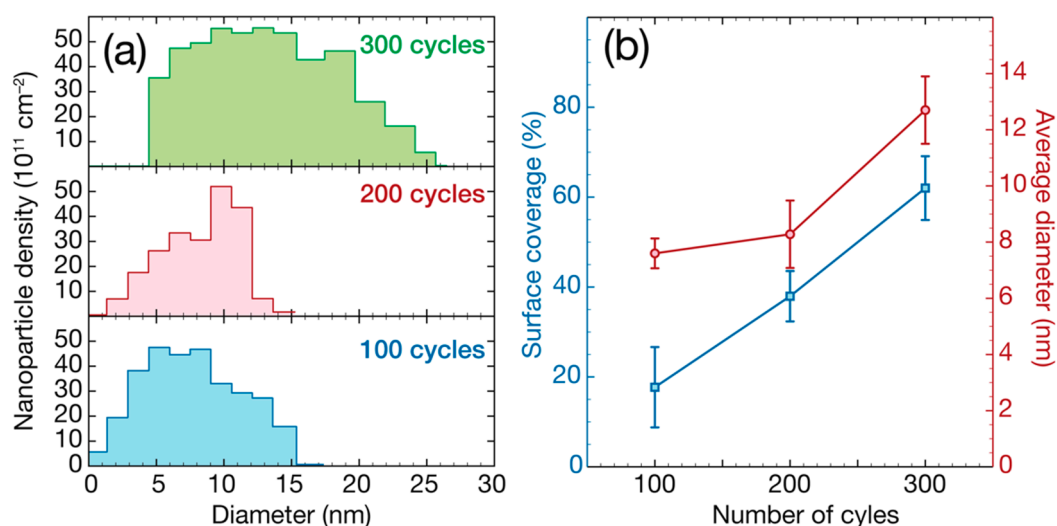 (a)
300 cycles
200 cycles
100 cycles
Nanoparticle density (10¹¹ cm⁻²)
50
40
30
20
10
50
40
30
20
10
50
40
30
20
10
0
0 5 10 15 20 25 30
Diameter (nm)
(b)
Surface coverage (%)
80
60
40
20
0
100 200 300
Number of cyles
14
12
10
8
6
4
2
0
Average diameter (nm)